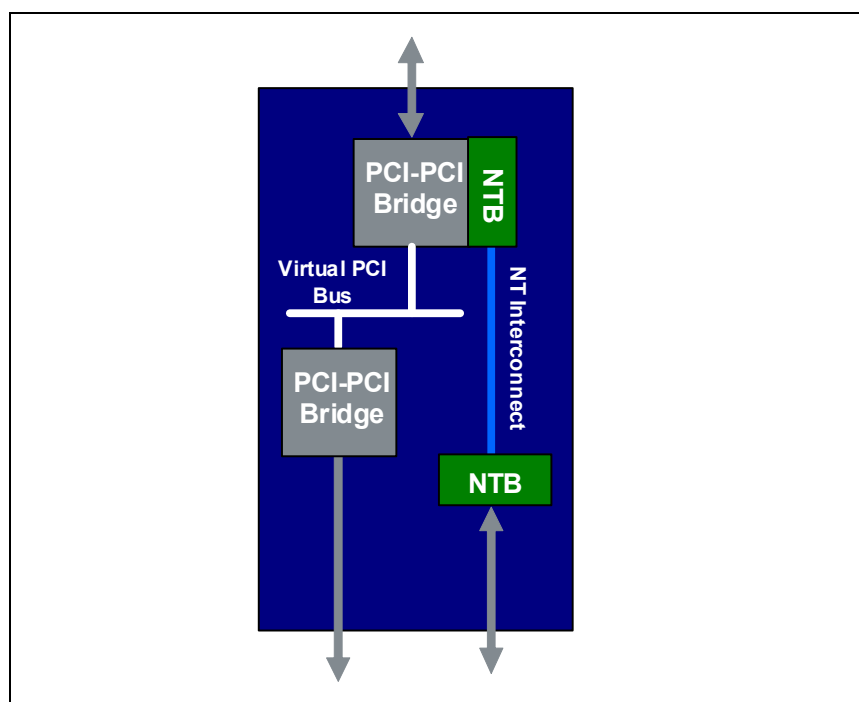 PCI-PCI
Bridge
NTB
Virtual PCI
Bus
NT Interconnect
PCI-PCI
Bridge
NTB